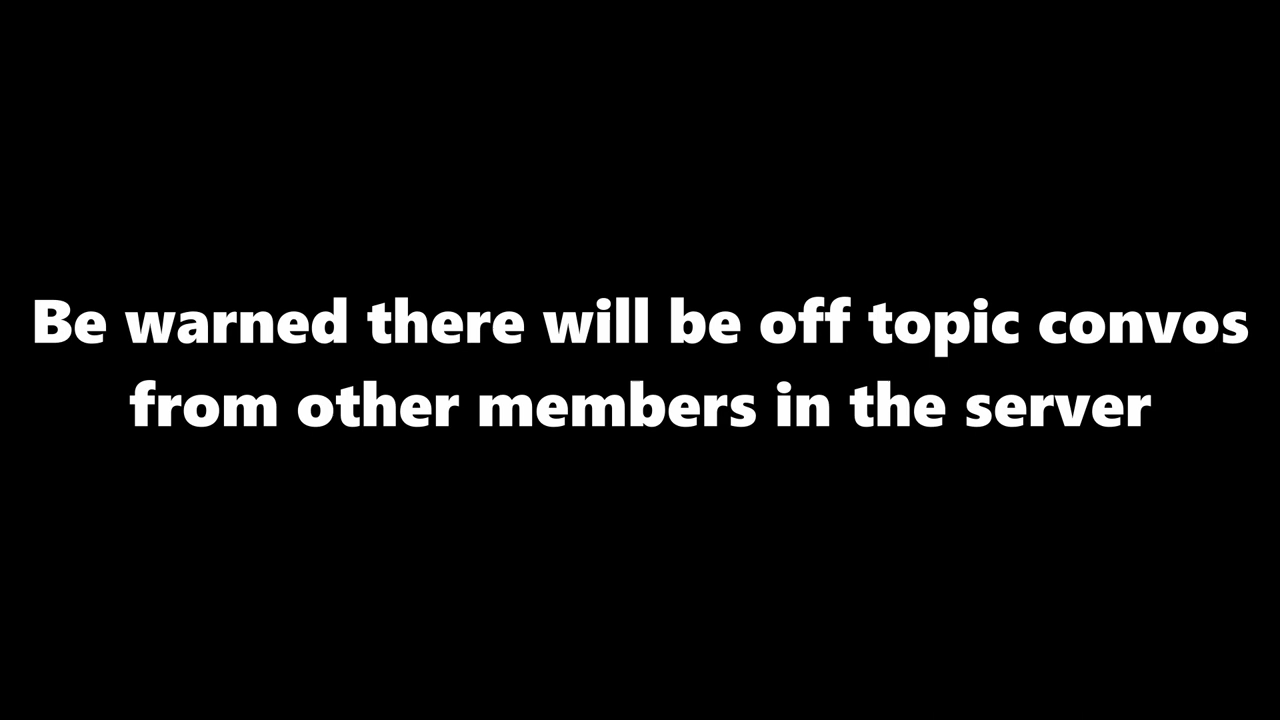 Be warned there will be off topic convos
from other members in the server